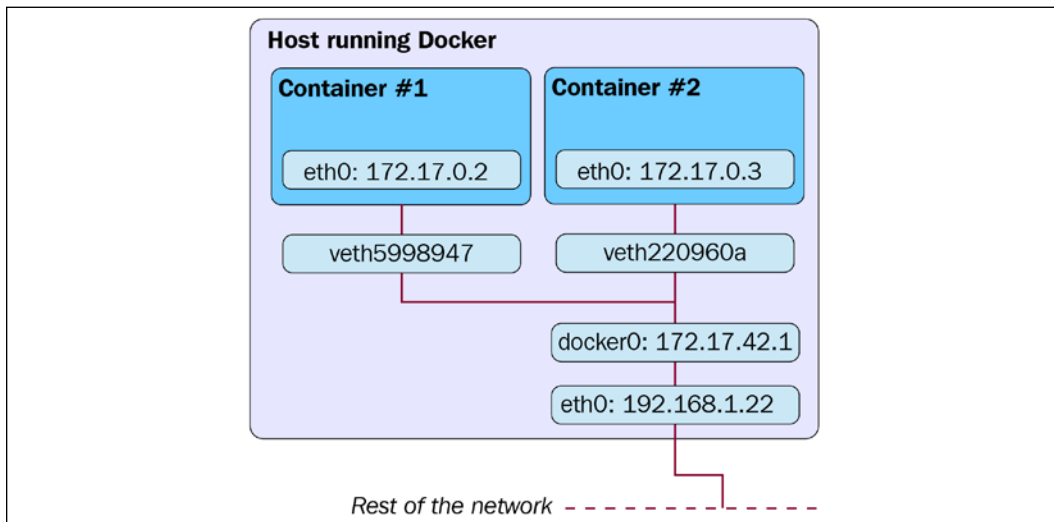 Host running Docker
Container #1
Container #2
eth0: 172.17.0.2
eth0: 172.17.0.3
veth5998947
veth220960a
docker0: 172.17.42.1
eth0: 192.168.1.22
Rest of the network